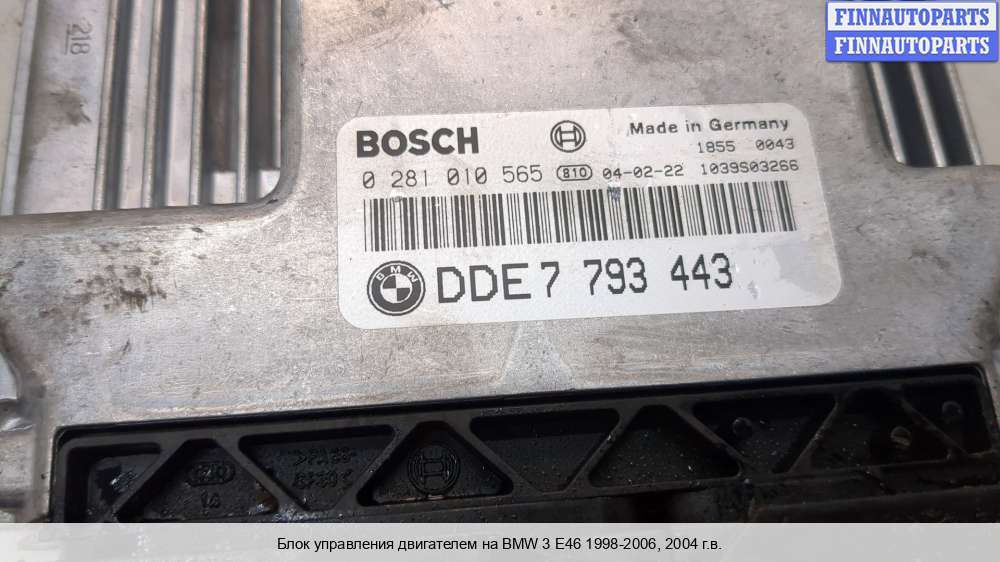 FINNAUTOPARTS
FINNAUTOPARTS
218
BOSCH
Made in Germany
1855 0043
0 281 010 565 810 04-02-22 1039S03266
BMW
DDE 7 793 443
Блок управления двигателем на BMW 3 E46 1998-2006, 2004 г.в.